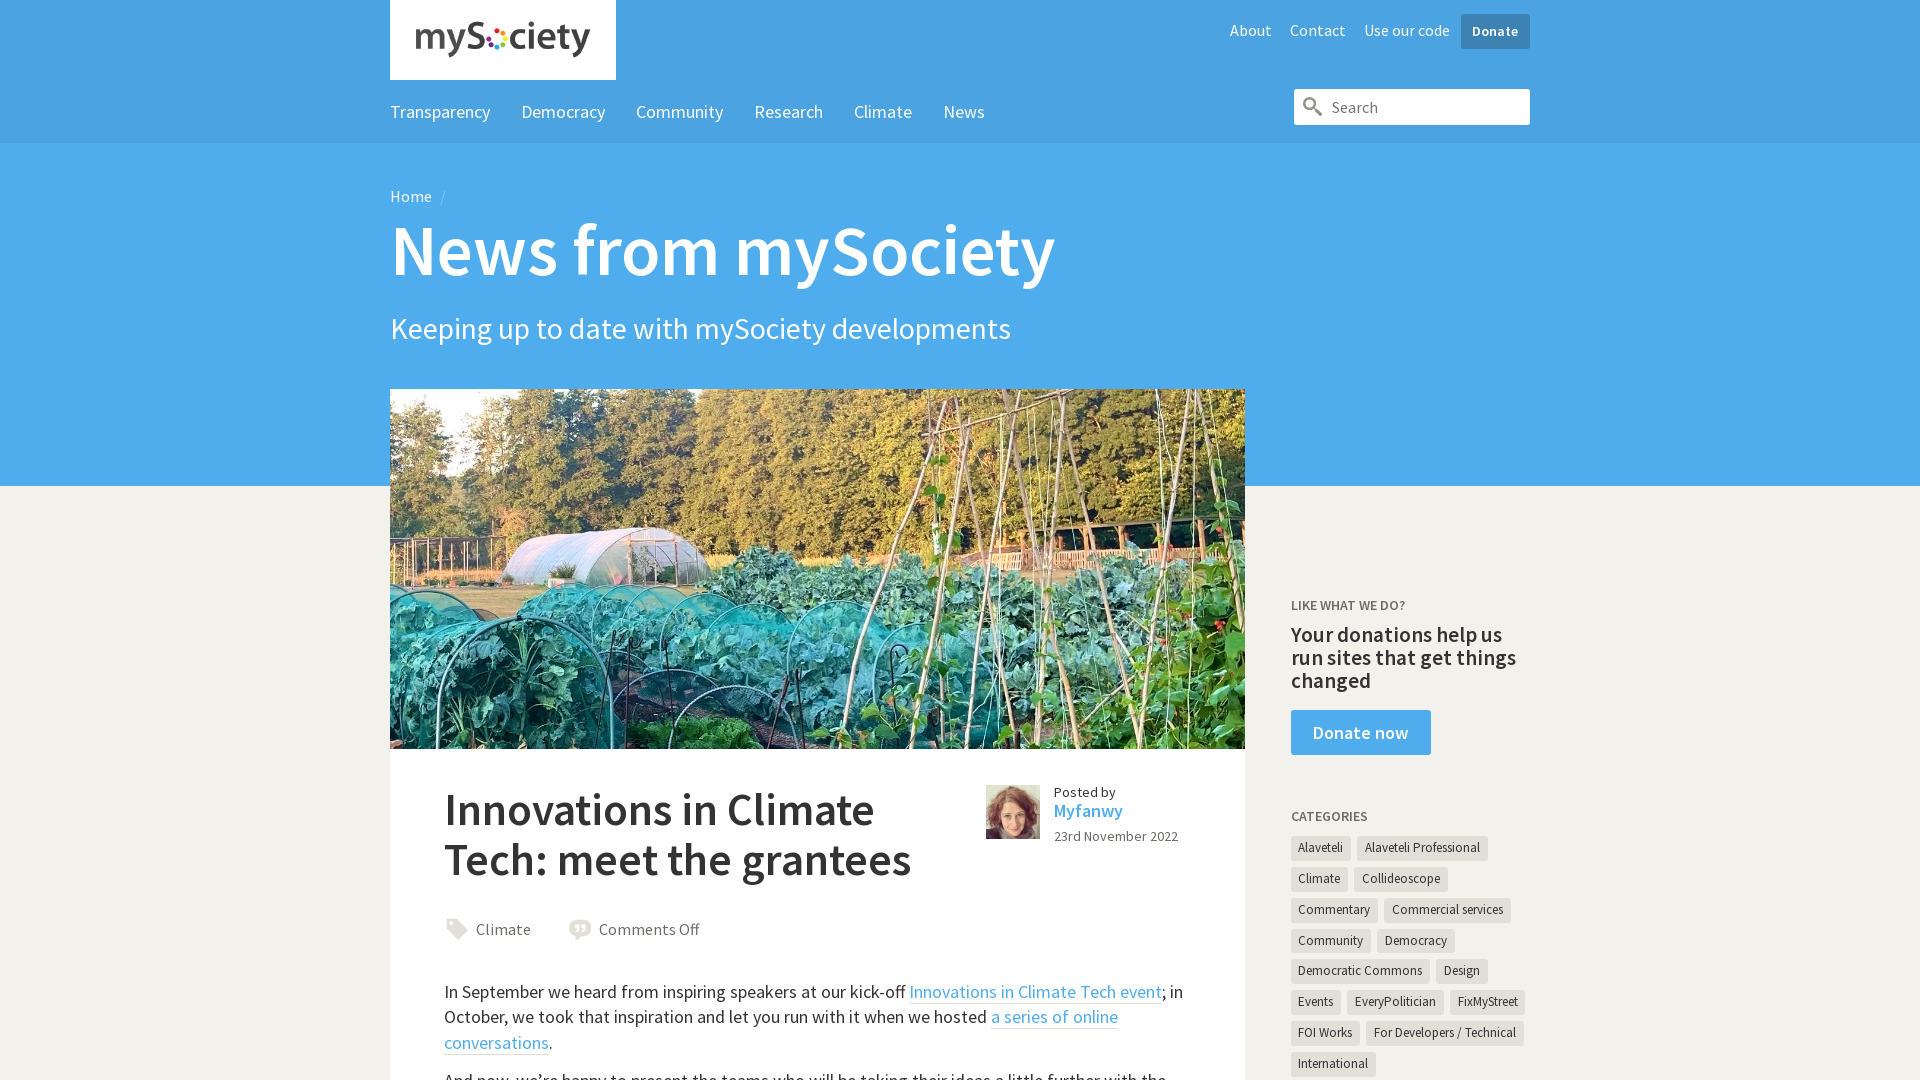 mySociety
About
Contact
Use our code
Donate
Transparency
Democracy
Community
Research
Climate
News
Search
Home /
News from mySociety
Keeping up to date with mySociety developments
Innovations in Climate
Tech: meet the grantees
Posted by
Myfanwy
23rd November 2022
Climate
Comments Off
In September we heard from inspiring speakers at our kick-off Innovations in Climate Tech event; in
October, we took that inspiration and let you run with it when we hosted a series of online
conversations.
And now, we’re happy to present the teams who will be taking their ideas a little further with the
LIKE WHAT WE DO?
Your donations help us
run sites that get things
changed
Donate now
CATEGORIES
Alaveteli
Alaveteli Professional
Climate
Collideoscope
Commentary
Commercial services
Community
Democracy
Democratic Commons
Design
Events
EveryPolitician
FixMyStreet
FOI Works
For Developers / Technical
International